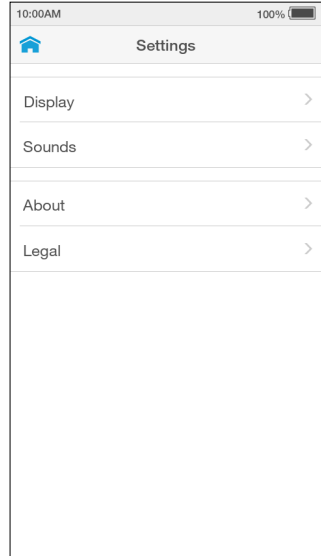 10:00AM 100%
Settings
Display
Sounds
About
Legal